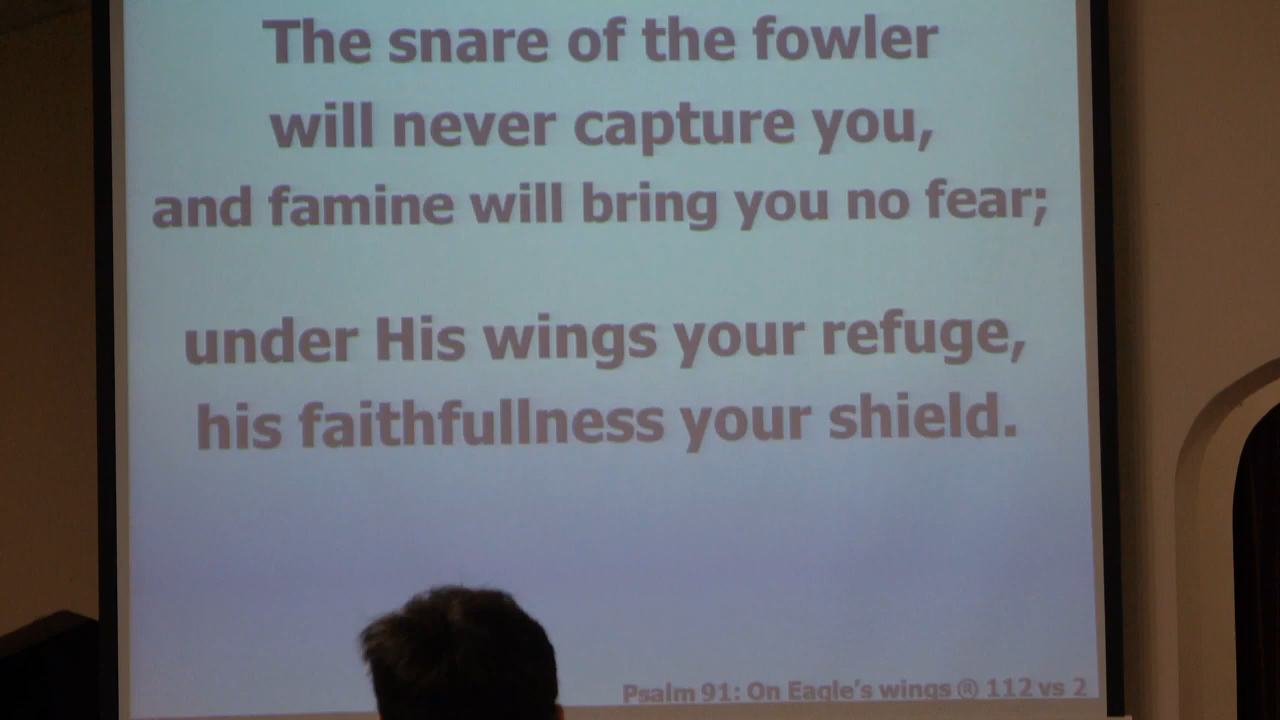 The snare of the fowler
will never capture you,
and famine will bring you no fear;
under His wings your refuge,
his faithfullness your shield.
Psalm 91: On Eagle's wings ® 112 vs 2